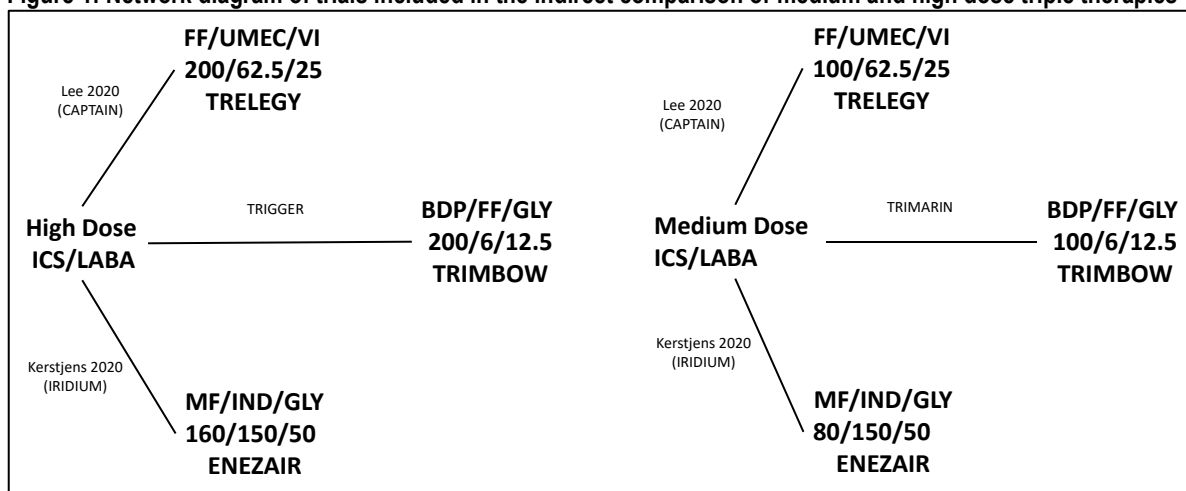 Figure 1: Network diagram of trials included in the indirect comparison of medium and high dose triple therapies
FF/UMEC/VI
200/62.5/25
TRELEGY
Lee 2020
(CAPTAIN)
High Dose
ICS/LABA
TRIGGER
BDP/FF/GLY
200/6/12.5
TRIMBOW
Kerstjens 2020
(IRIDIUM)
MF/IND/GLY
160/150/50
ENEZAIR
FF/UMEC/VI
100/62.5/25
TRELEGY
Lee 2020
(CAPTAIN)
Medium Dose
ICS/LABA
TRIMARIN
BDP/FF/GLY
100/6/12.5
TRIMBOW
Kerstjens 2020
(IRIDIUM)
MF/IND/GLY
80/150/50
ENEZAIR